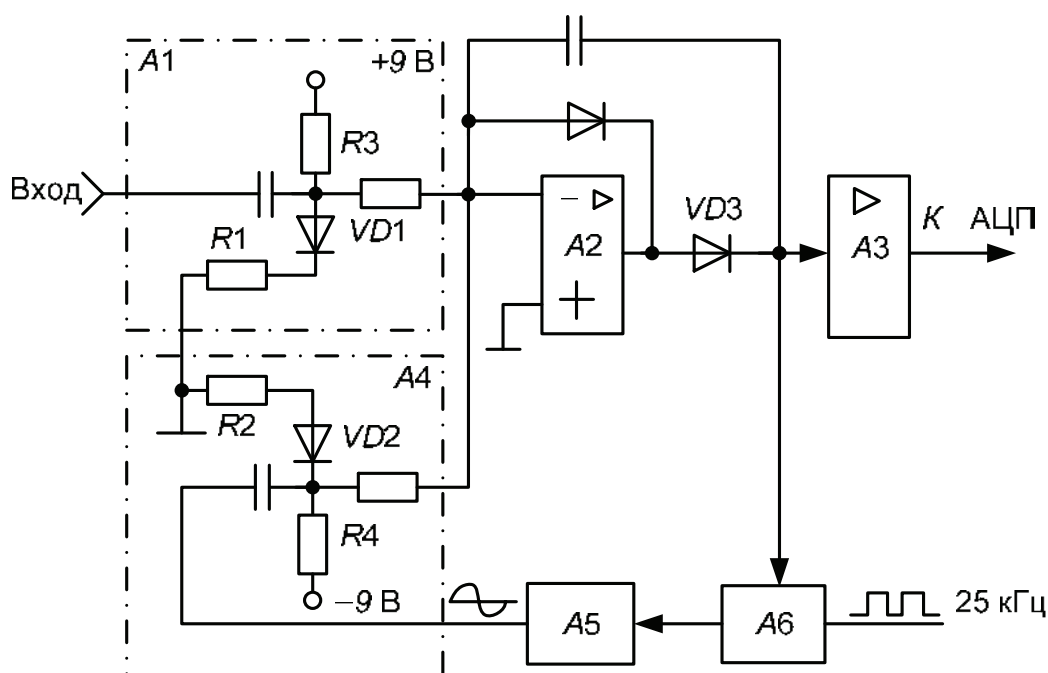 A1
+9 В
R3
Вход
VD1
R1
– A2 +
VD3
A3
К АЦП
A4
R2
VD2
R4
–9 В
A5
A6
25 кГц